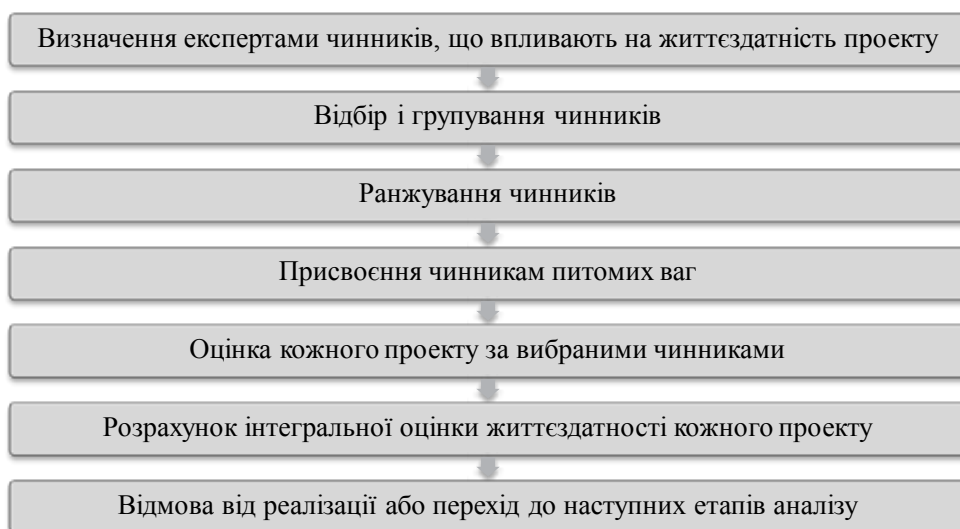 Визначення експертами чинників, що впливають на життєздатність проекту
Відбір і групування чинників
Ранжування чинників
Присвоєння чинникам питомих ваг
Оцінка кожного проекту за вибраними чинниками
Розрахунок інтегральної оцінки життєздатності кожного проекту
Відмова від реалізації або перехід до наступних етапів аналізу